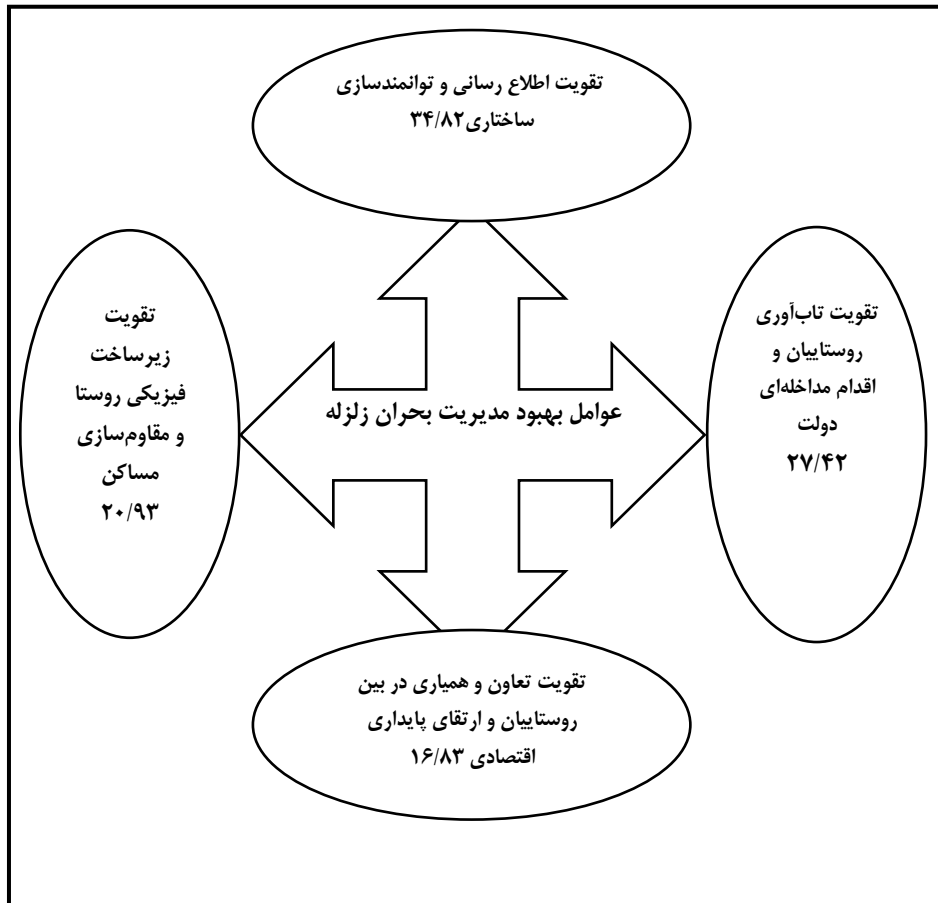 تقویت اطلاع رسانی و توانمندسازی
ساختاری۳۴/۸۲
تقویت تاب‌آوری
روستاییان و
اقدام مداخله‌ای
دولت
۲۷/۴۲
عوامل بهبود مدیریت بحران زلزله
تقویت
زیرساخت
فیزیکی روستا
و مقاوم‌سازی
مساکن
۲۰/۹۳
تقویت تعاون و همیاری در بین
روستاییان و ارتقای پایداری
اقتصادی ۱۶/۸۳